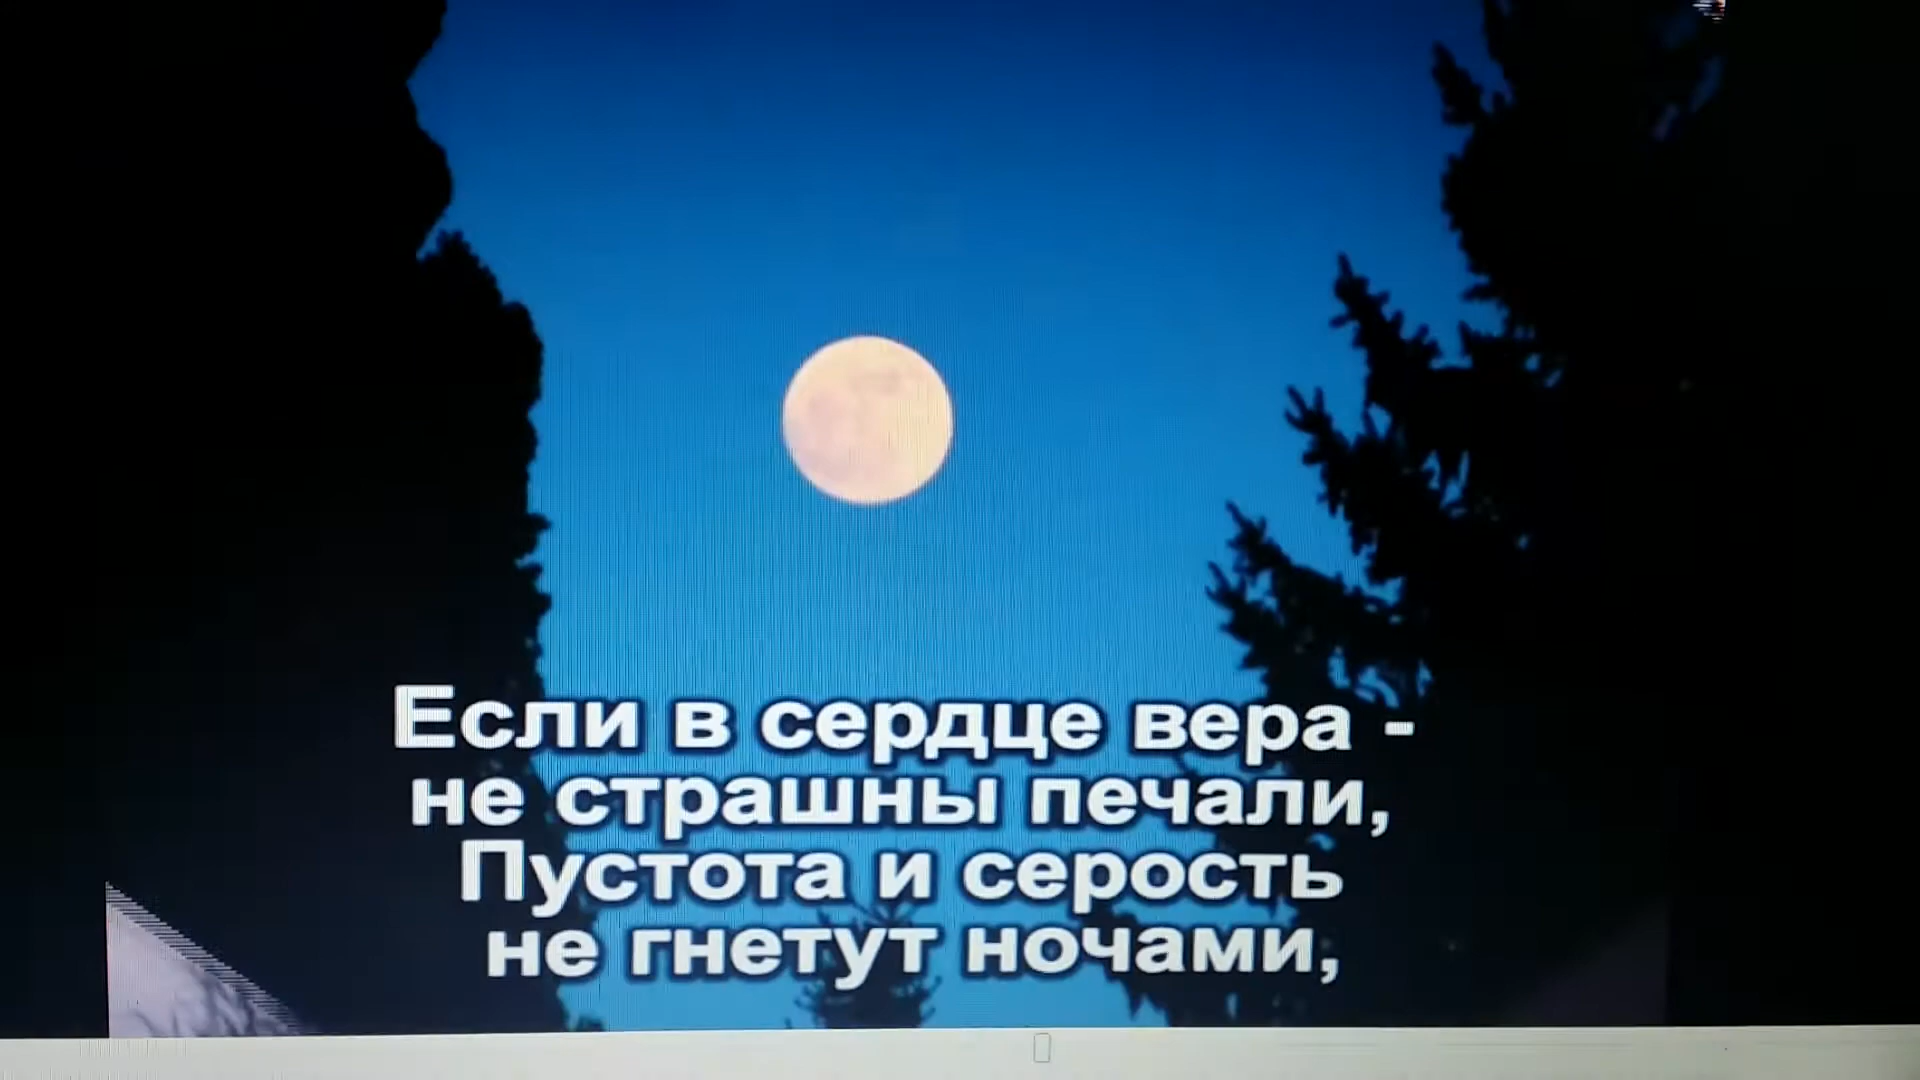 Если в сердце вера -
не страшны печали,
Пустота и серость
не гнетут ночами,